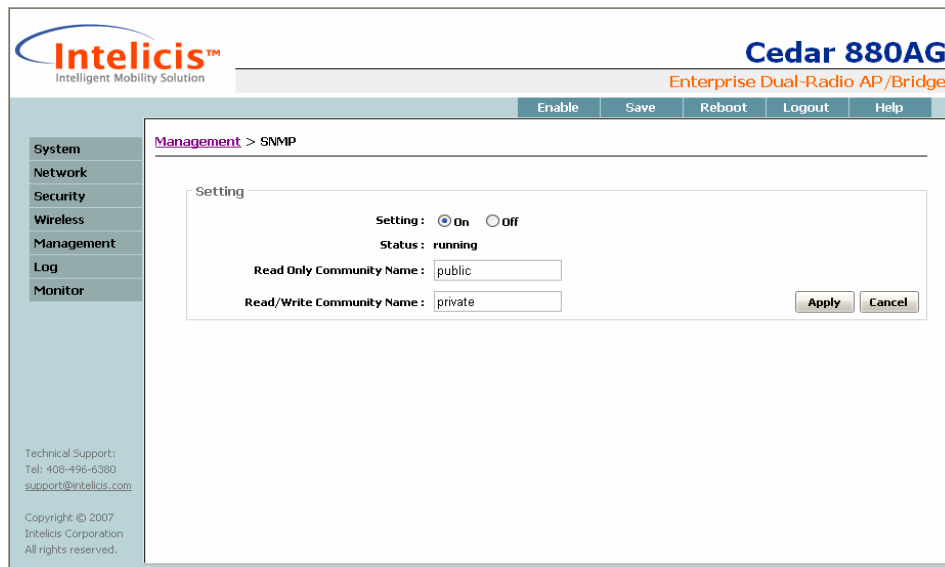 Intelicis™
Intelligent Mobility Solution
Cedar 880AG
Enterprise Dual-Radio AP/Bridge
Enable Save Reboot Logout Help
System
Network
Security
Wireless
Management
Log
Monitor
Management > SNMP
Setting
Setting : On Off
Status : running
Read Only Community Name : public
Read/Write Community Name : private
Apply Cancel
Technical Support:
Tel: 408-496-6380
support@intelicis.com
Copyright © 2007
Intelicis Corporation
All rights reserved.